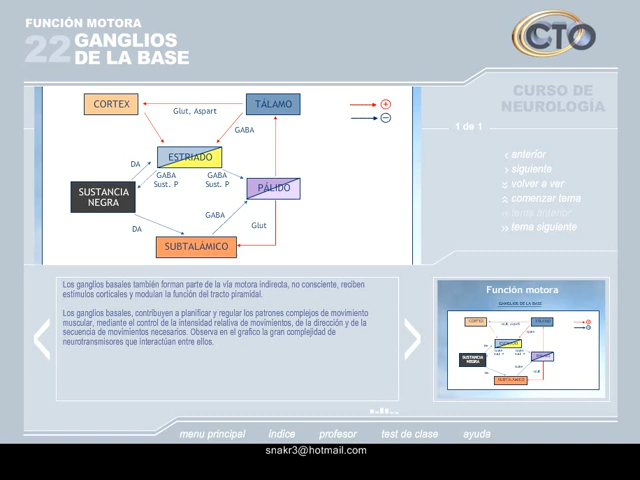 FUNCIÓN MOTORA
22 GANGLIOS
DE LA BASE
CTO
CURSO DE
NEUROLOGÍA
1 de 1
anterior
siguiente
volver a ver
comenzar tema
tema anterior
tema siguiente
CORTEX
TÁLAMO
Glut, Aspart
GABA
ESTRIADO
DA
GABA
Sust. P
GABA
Sust. P
SUSTANCIA
NEGRA
PÁLIDO
GABA
DA
Glut
SUBTALÁMICO
Los ganglios basales también forman parte de la vía motora indirecta, no consciente, reciben
estímulos corticales y modulan la función del tracto piramidal.
Los ganglios basales, contribuyen a planificar y regular los patrones complejos de movimiento
muscular, mediante el control de la intensidad relativa de movimientos, de la dirección y de la
secuencia de movimientos necesarios. Observa en el grafico la gran complejidad de
neurotransmisores que interactúan entre ellos.
Función motora
GANGLIOS DE LA BASE
CORTEX
TÁLAMO
ESTRIADO
SUSTANCIA
NEGRA
SUBTALÁMICO
menu principal
índice
profesor
test de clase
ayuda
snakr3@hotmail.com